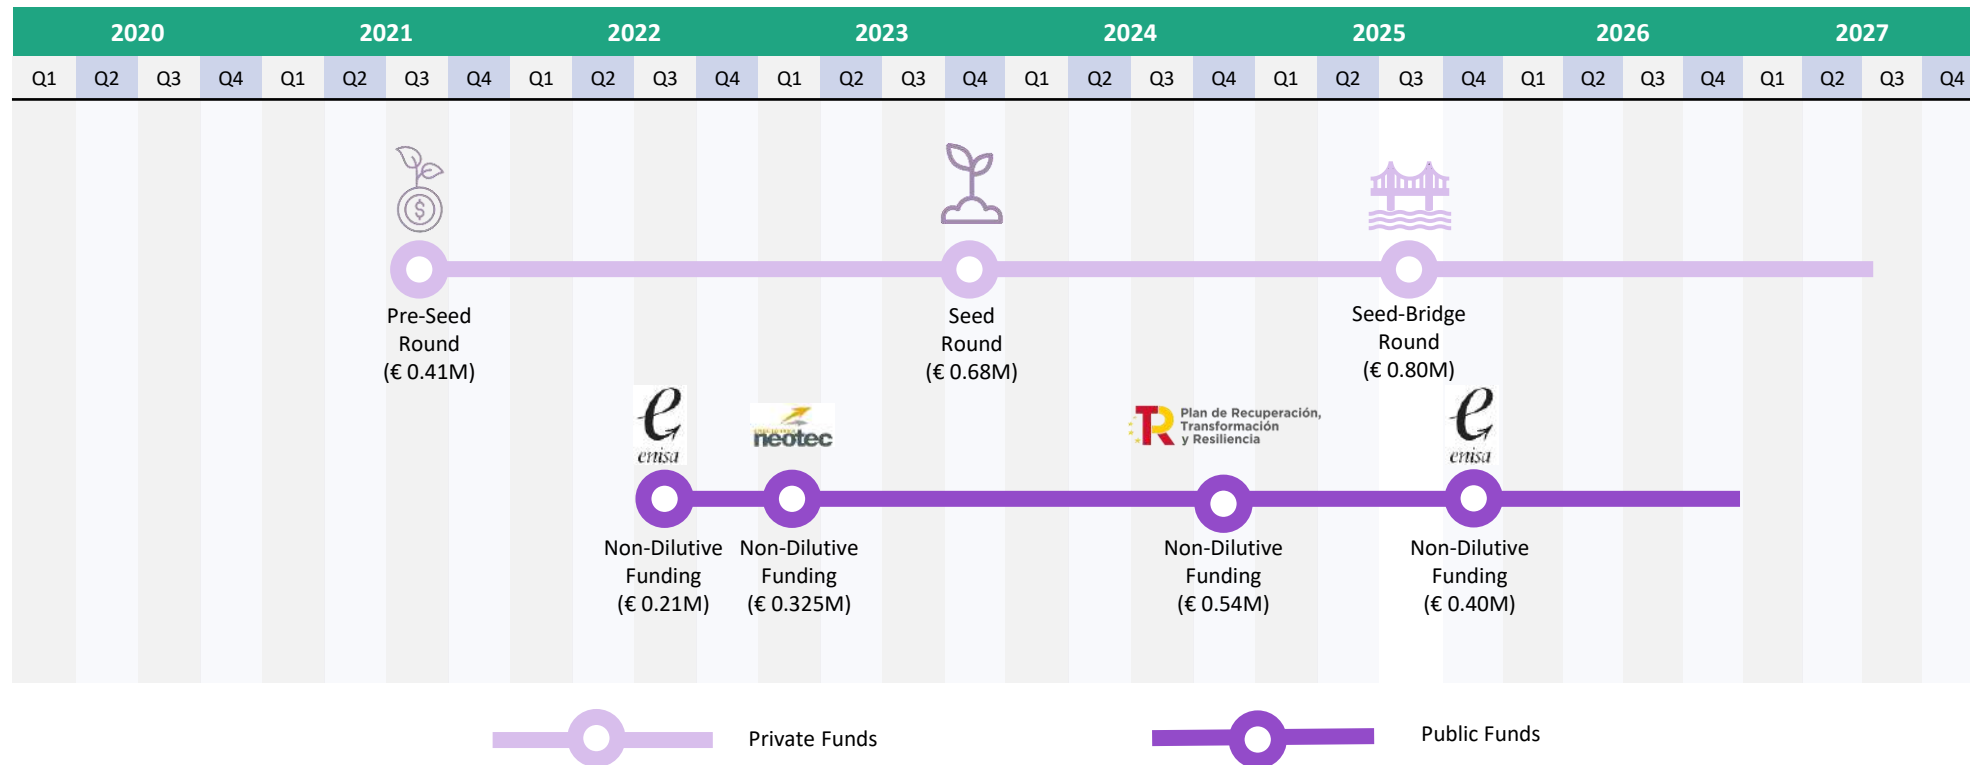 2020 2021 2022 2023 2024 2025 2026 2027
Q1 Q2 Q3 Q4 Q1 Q2 Q3 Q4 Q1 Q2 Q3 Q4 Q1 Q2 Q3 Q4 Q1 Q2 Q3 Q4 Q1 Q2 Q3 Q4 Q1 Q2 Q3 Q4 Q1 Q2 Q3 Q4
$
Pre-Seed
Round
(€ 0.41M)
Seed
Round
(€ 0.68M)
Seed-Bridge
Round
(€ 0.80M)
e
enisa
neotec
TR
Plan de Recuperación,
Transformación
y Resiliencia
e
enisa
Non-Dilutive
Funding
(€ 0.21M)
Non-Dilutive
Funding
(€ 0.325M)
Non-Dilutive
Funding
(€ 0.54M)
Non-Dilutive
Funding
(€ 0.40M)
Private Funds
Public Funds